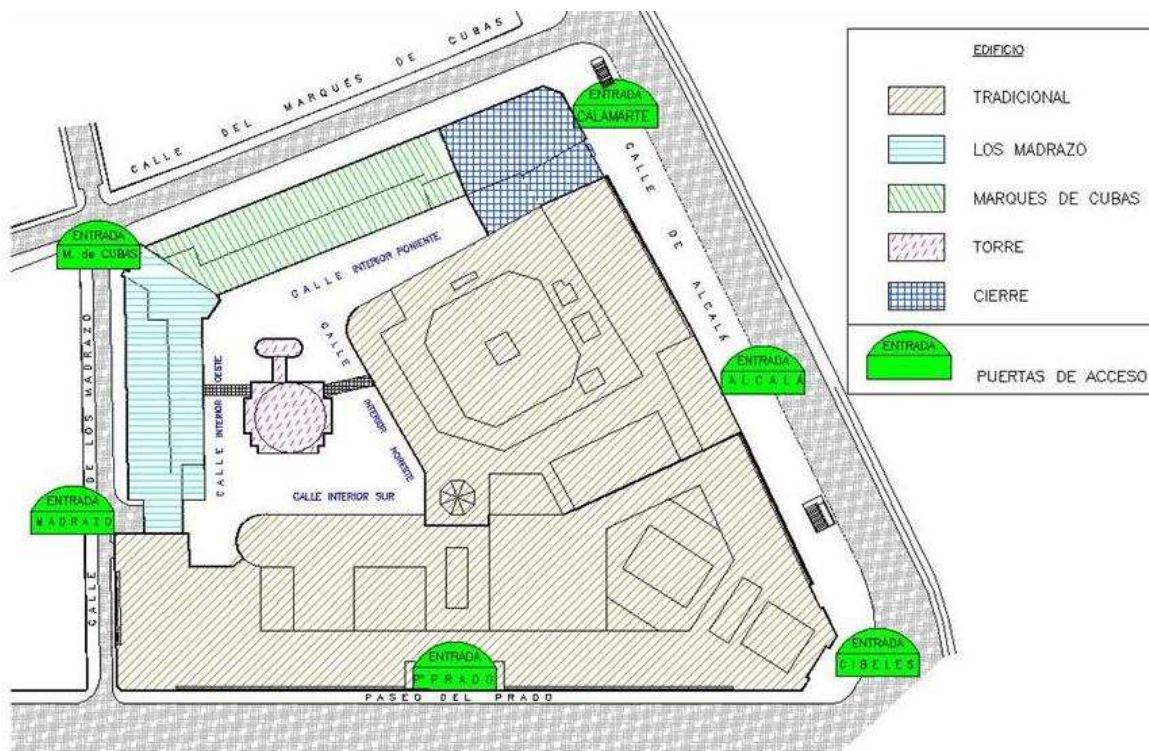 CALLE DEL MARQUES DE CUBAS
ENTRADA
CALAMARTE
CALLE DE ALCALÁ
ENTRADA
M. de CUBAS
CALLE INTERIOR PONIENTE
CALLE INTERIOR NORESTE
CALLE INTERIOR OESTE
CALLE INTERIOR SUR
CALLE DE LOS MADRAZO
ENTRADA
MADRAZO
ENTRADA
ALCALA
ENTRADA
CIBELES
ENTRADA
Pº PRADO
PASEO DEL PRADO
EDIFICIO
TRADICIONAL
LOS MADRAZO
MARQUES DE CUBAS
TORRE
CIERRE
ENTRADA
PUERTAS DE ACCESO